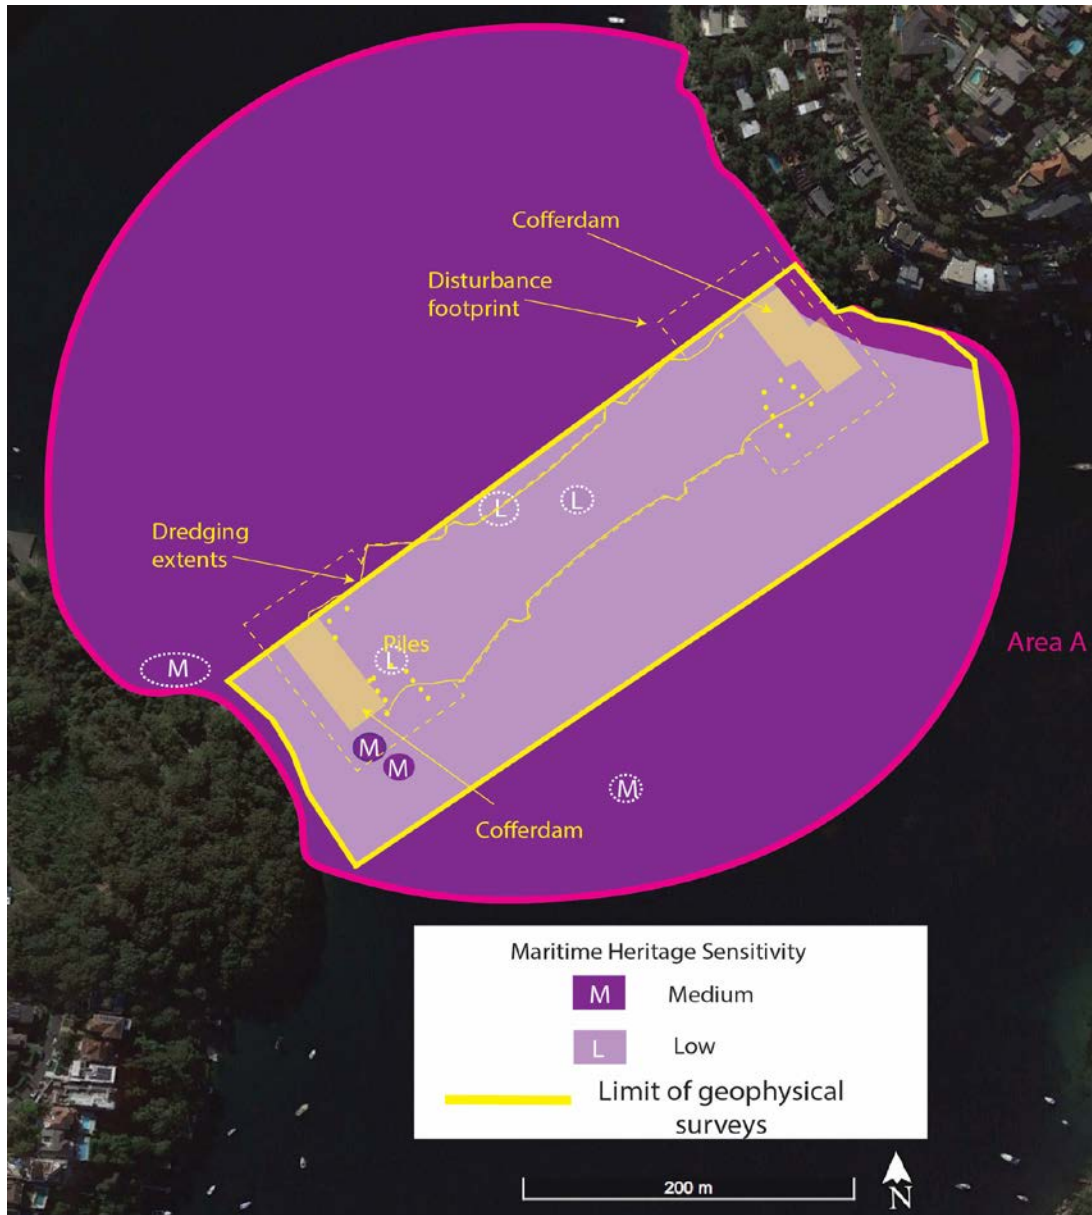 Cofferdam
Disturbance
footprint
L
L
Dredging
extents
Piles
L
M
Area A
M
M
M
Cofferdam
Maritime Heritage Sensitivity
M Medium
L Low
Limit of geophysical
surveys
200 m
N